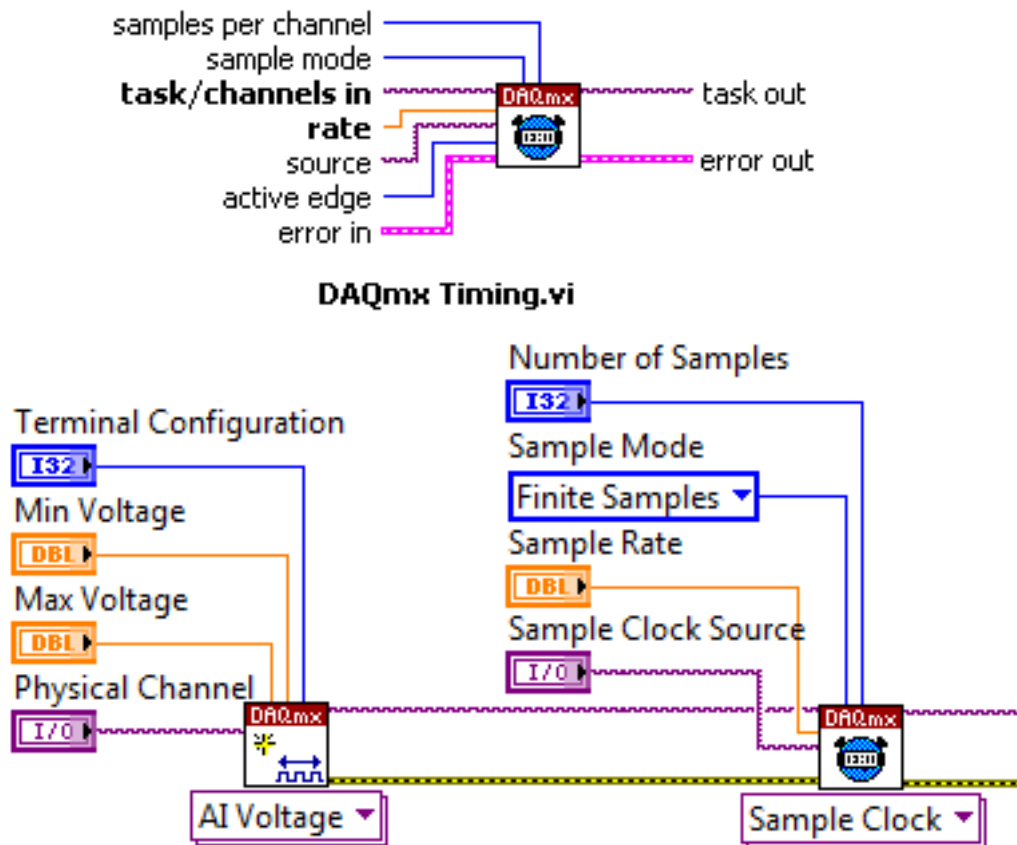 samples per channel
sample mode
task/channels in
rate
source
active edge
error in
DAQmx
task out
error out
DAQmx Timing.vi
Terminal Configuration
I32
Min Voltage
DBL
Max Voltage
DBL
Physical Channel
I/O
DAQmx
AI Voltage
Number of Samples
I32
Sample Mode
Finite Samples
Sample Rate
DBL
Sample Clock Source
I/O
DAQmx
Sample Clock